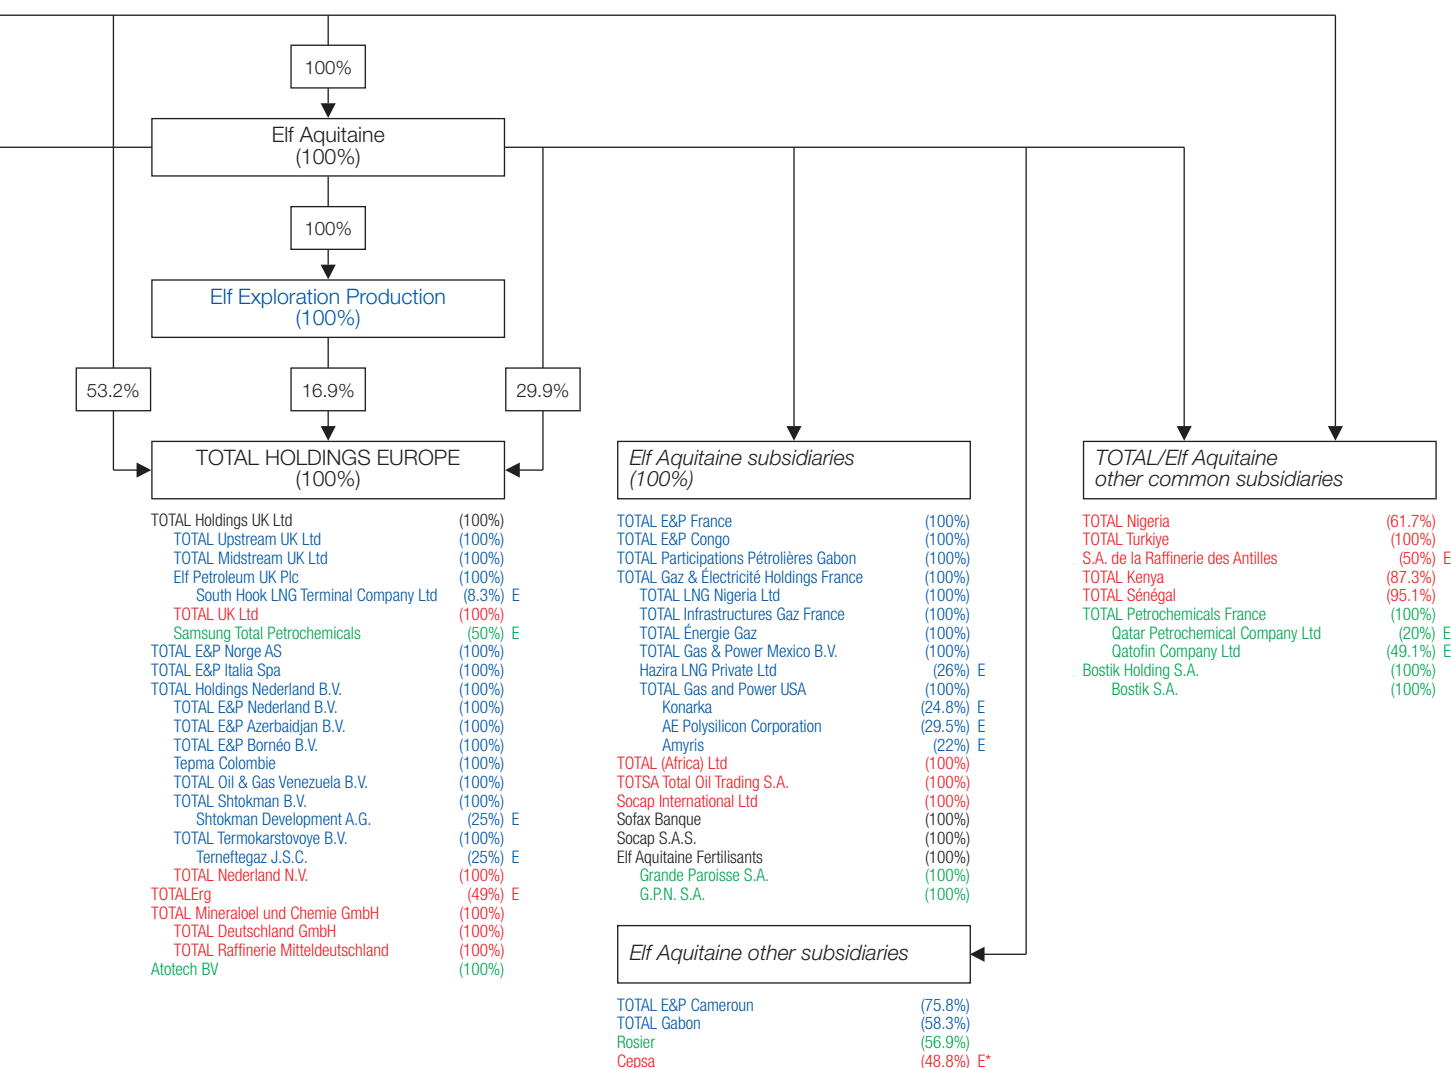 100%
Elf Aquitaine
(100%)
100%
Elf Exploration Production
(100%)
53.2%
16.9%
29.9%
TOTAL HOLDINGS EUROPE
(100%)
TOTAL Holdings UK Ltd (100%)
TOTAL Upstream UK Ltd (100%)
TOTAL Midstream UK Ltd (100%)
Elf Petroleum UK Plc (100%)
South Hook LNG Terminal Company Ltd (8.3%) E
TOTAL UK Ltd (100%)
Samsung Total Petrochemicals (50%) E
TOTAL E&P Norge AS (100%)
TOTAL E&P Italia Spa (100%)
TOTAL Holdings Nederland B.V. (100%)
TOTAL E&P Nederland B.V. (100%)
TOTAL E&P Azerbaidjan B.V. (100%)
TOTAL E&P Bornéo B.V. (100%)
Tepma Colombie (100%)
TOTAL Oil & Gas Venezuela B.V. (100%)
TOTAL Shtokman B.V. (100%)
Shtokman Development A.G. (25%) E
TOTAL Termokarstovoye B.V. (100%)
Terneftegaz J.S.C. (25%) E
TOTAL Nederland N.V. (100%)
TOTALErg (49%) E
TOTAL Mineraloel und Chemie GmbH (100%)
TOTAL Deutschland GmbH (100%)
TOTAL Raffinerie Mitteldeutschland (100%)
Atotech BV (100%)
Elf Aquitaine subsidiaries
(100%)
TOTAL E&P France (100%)
TOTAL E&P Congo (100%)
TOTAL Participations Pétrolières Gabon (100%)
TOTAL Gaz & Électricité Holdings France (100%)
TOTAL LNG Nigeria Ltd (100%)
TOTAL Infrastructures Gaz France (100%)
TOTAL Énergie Gaz (100%)
TOTAL Gas & Power Mexico B.V. (100%)
Hazira LNG Private Ltd (26%) E
TOTAL Gas and Power USA (100%)
Konarka (24.8%) E
AE Polysilicon Corporation (29.5%) E
Amyris (22%) E
TOTAL (Africa) Ltd (100%)
TOTSA Total Oil Trading S.A. (100%)
Socap International Ltd (100%)
Sofax Banque (100%)
Socap S.A.S. (100%)
Elf Aquitaine Fertilisants (100%)
Grande Paroisse S.A. (100%)
G.P.N. S.A. (100%)
Elf Aquitaine other subsidiaries
TOTAL E&P Cameroun (75.8%)
TOTAL Gabon (58.3%)
Rosier (56.9%)
Cepsa (48.8%) E*
TOTAL/Elf Aquitaine
other common subsidiaries
TOTAL Nigeria (61.7%)
TOTAL Turkiye (100%)
S.A. de la Raffinerie des Antilles (50%) E
TOTAL Kenya (87.3%)
TOTAL Sénégal (95.1%)
TOTAL Petrochemicals France (100%)
Qatar Petrochemical Company Ltd (20%) E
Qatofin Company Ltd (49.1%) E
Bostik Holding S.A. (100%)
Bostik S.A. (100%)